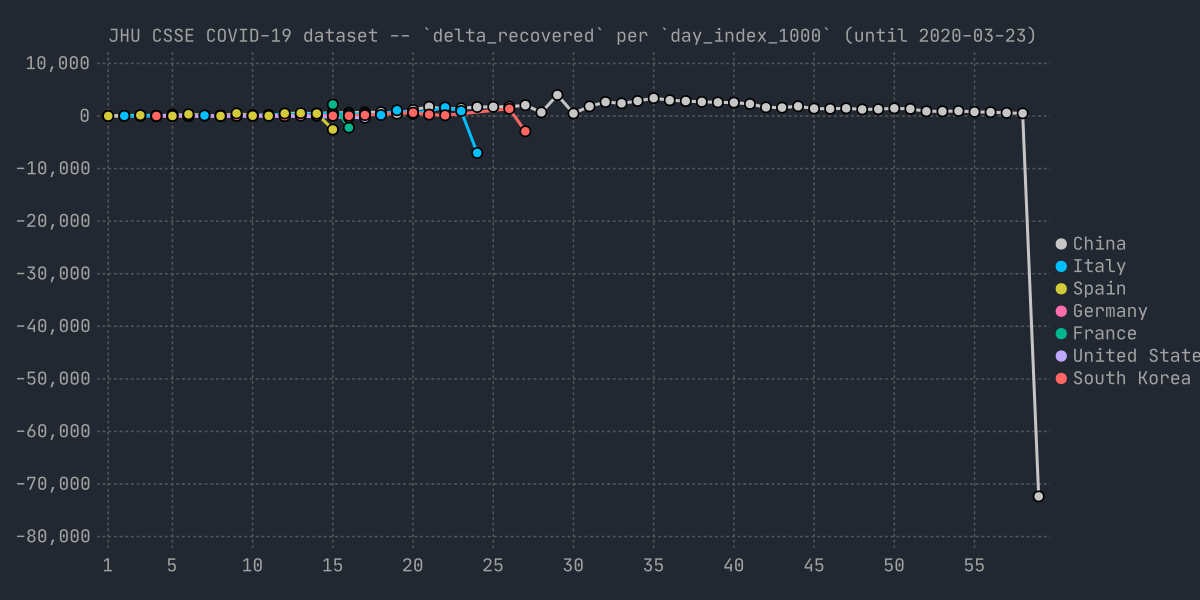 JHU CSSE COVID-19 dataset -- `delta_recovered` per `day_index_1000` (until 2020-03-23)
10,000
0
-10,000
-20,000
-30,000
-40,000
-50,000
-60,000
-70,000
-80,000
1 5 10 15 20 25 30 35 40 45 50 55
China
Italy
Spain
Germany
France
United State
South Korea